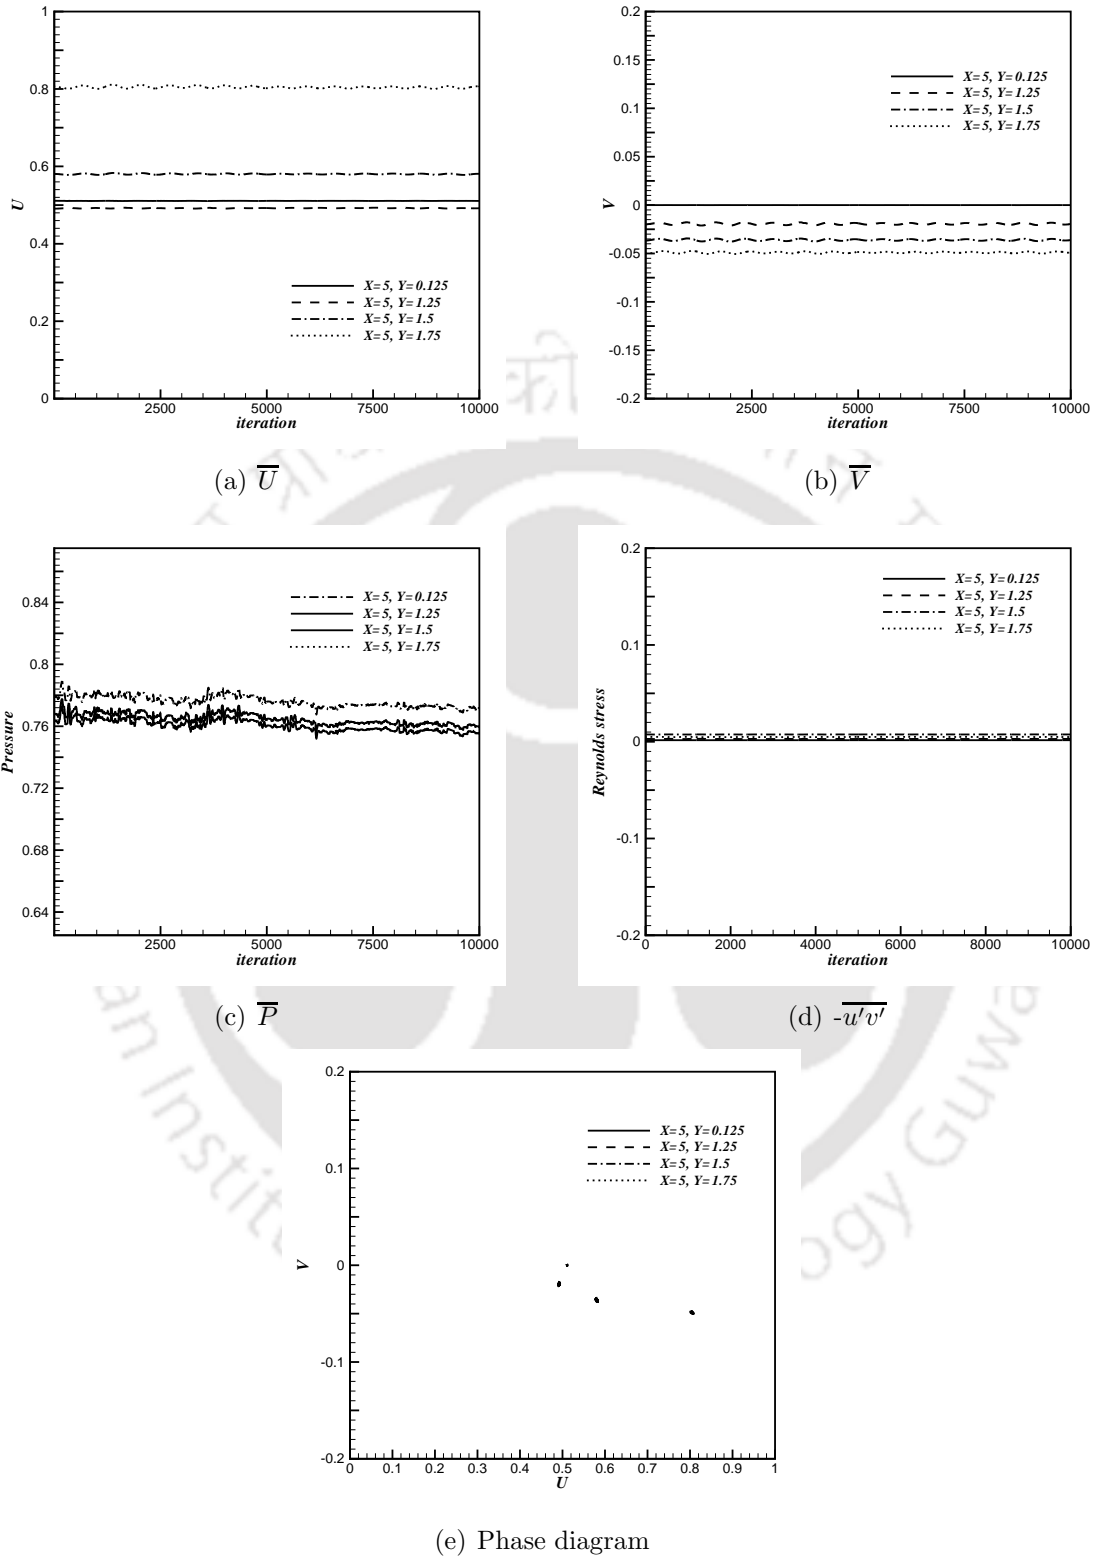 1
0.8
0.6
0.4
0.2
0
U
2500 5000 7500 10000
iteration
X=5, Y=0.125
X=5, Y=1.25
X=5, Y=1.5
X=5, Y=1.75
(a) U
0.2
0.15
0.1
0.05
0
-0.05
-0.1
-0.15
-0.2
V
2500 5000 7500 10000
iteration
X=5, Y=0.125
X=5, Y=1.25
X=5, Y=1.5
X=5, Y=1.75
(b) V
0.84
0.8
0.76
0.72
0.68
0.64
Pressure
2500 5000 7500 10000
iteration
X=5, Y=0.125
X=5, Y=1.25
X=5, Y=1.5
X=5, Y=1.75
(c) P
0.2
0.1
0
-0.1
-0.2
Reynolds stress
0 2000 4000 6000 8000 10000
iteration
X=5, Y=0.125
X=5, Y=1.25
X=5, Y=1.5
X=5, Y=1.75
(d) -u′v′
0.2
0.1
0
-0.1
-0.2
V
0 0.1 0.2 0.3 0.4 0.5 0.6 0.7 0.8 0.9 1
U
X=5, Y=0.125
X=5, Y=1.25
X=5, Y=1.5
X=5, Y=1.75
(e) Phase diagram